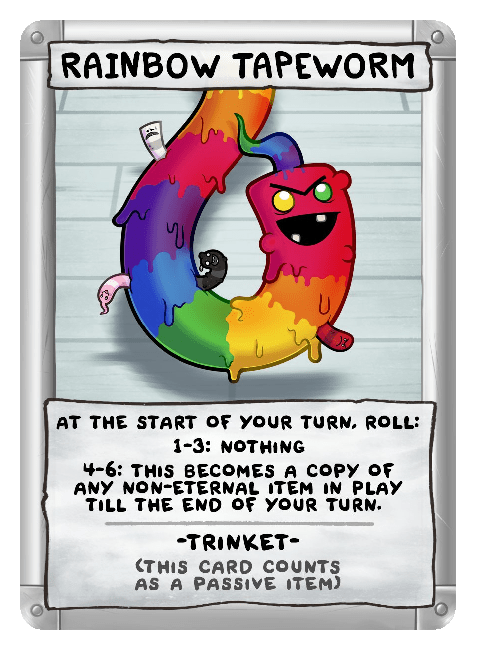 RAINBOW TAPEWORM
AT THE START OF YOUR TURN, ROLL:
1-3: NOTHING
4-6: THIS BECOMES A COPY OF
ANY NON-ETERNAL ITEM IN PLAY
TILL THE END OF YOUR TURN.
-TRINKET-
(THIS CARD COUNTS
AS A PASSIVE ITEM)